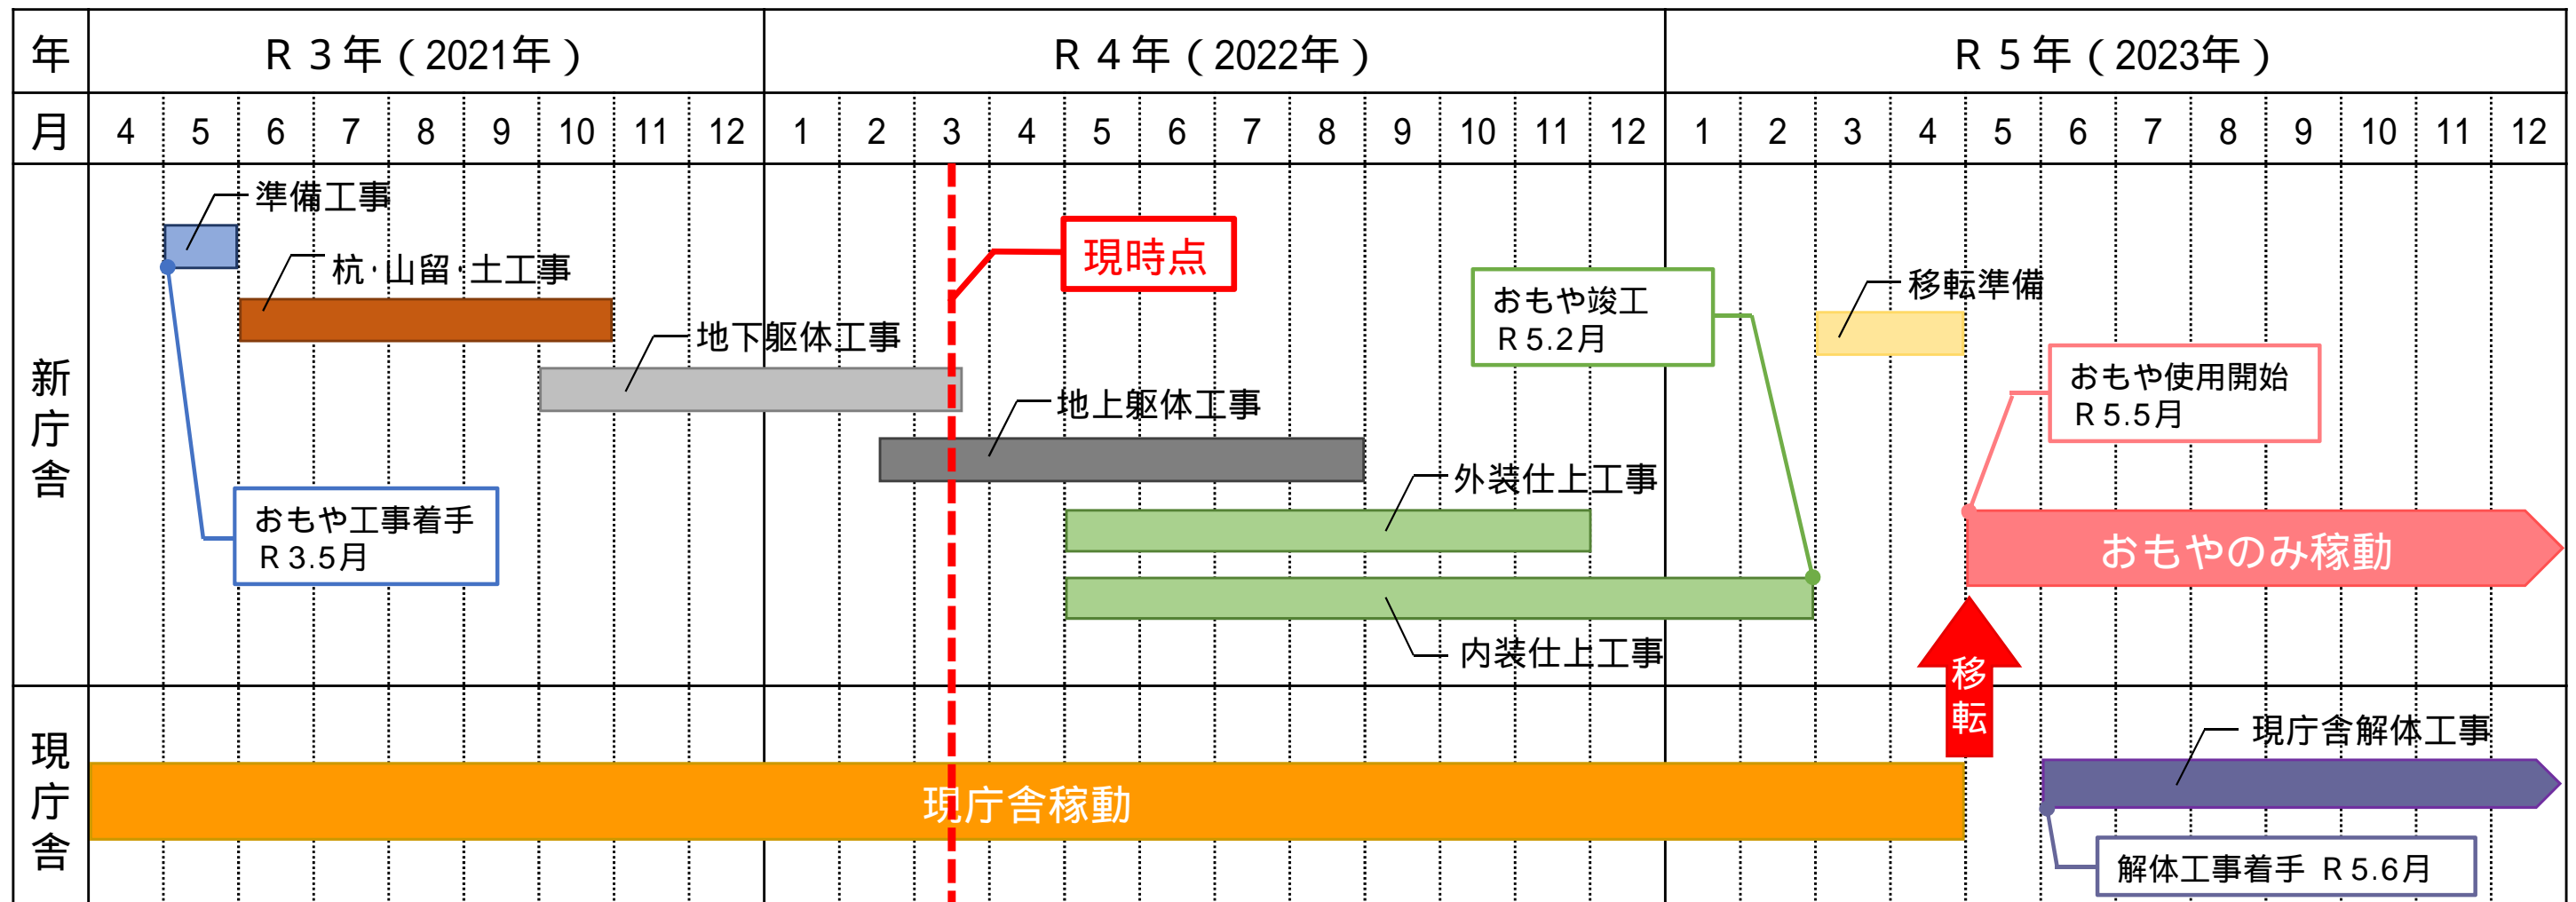 年
R 3 年 ( 2021年 )
R 4 年 ( 2022年 )
R 5 年 ( 2023年 )
月
4 5 6 7 8 9 10 11 12 1 2 3 4 5 6 7 8 9 10 11 12 1 2 3 4 5 6 7 8 9 10 11 12
新庁舎
準備工事
杭・山留・土工事
現時点
地下躯体工事
地上躯体工事
おもや竣工
R 5.2月
移転準備
おもや使用開始
R 5.5月
外装仕上工事
おもや工事着手
R 3.5月
おもやのみ稼動
内装仕上工事
移転
現庁舎
現庁舎解体工事
現庁舎稼動
解体工事着手 R 5.6月